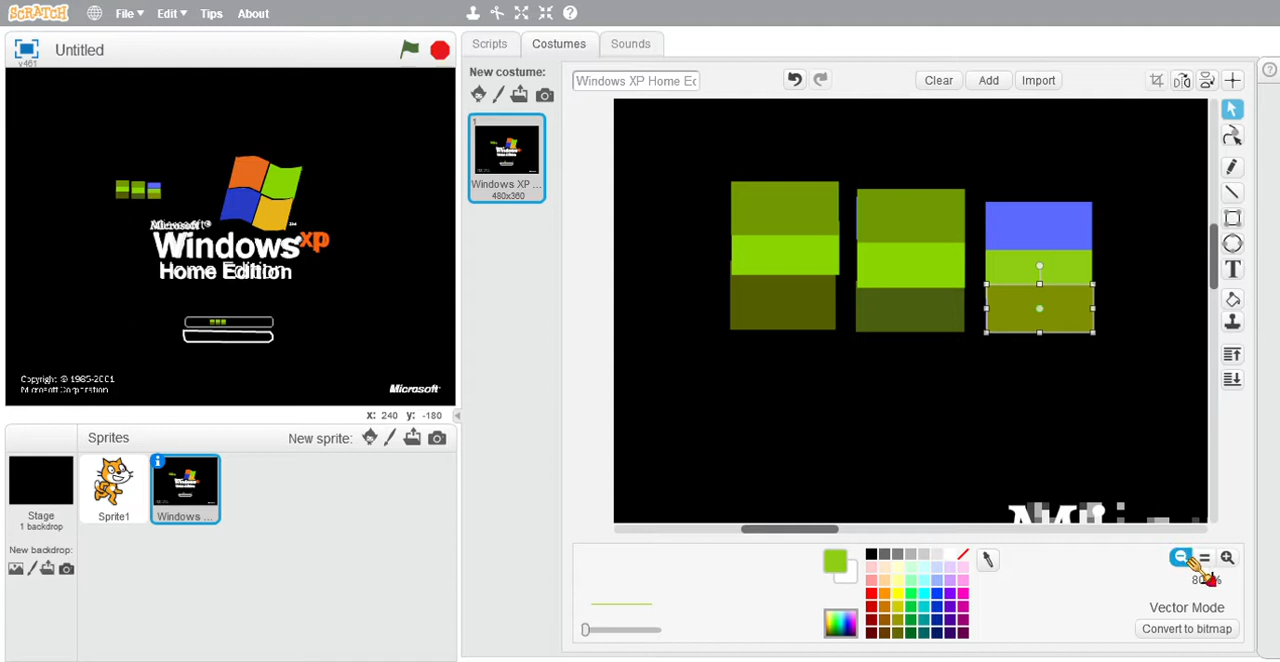 SCRATCH File Edit Tips About
Untitled
v461
Scripts Costumes Sounds
New costume:
Windows XP Home Ec
Clear Add Import
1
Windows XP ...
480x360
Microsoft®
Windows xp
Home Edition
Copyright © 1985-2001
Microsoft Corporation
Microsoft
x: 240 y: -180
Sprites New sprite:
Stage
1 backdrop
New backdrop:
Sprite1
Windows ...
T
Vector Mode
Convert to bitmap